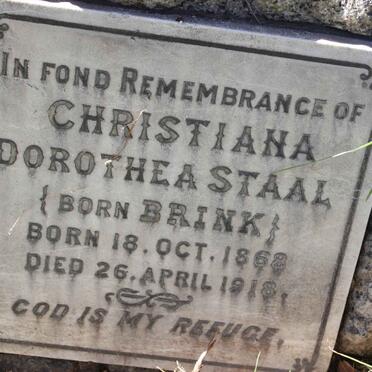 IN FOND REMEMBRANCE OF
CHRISTIANA
DOROTHEA STAAL
{BORN BRINK}
BORN 18. OCT. 1868
DIED 26. APRIL 1918.
GOD IS MY REFUGE.